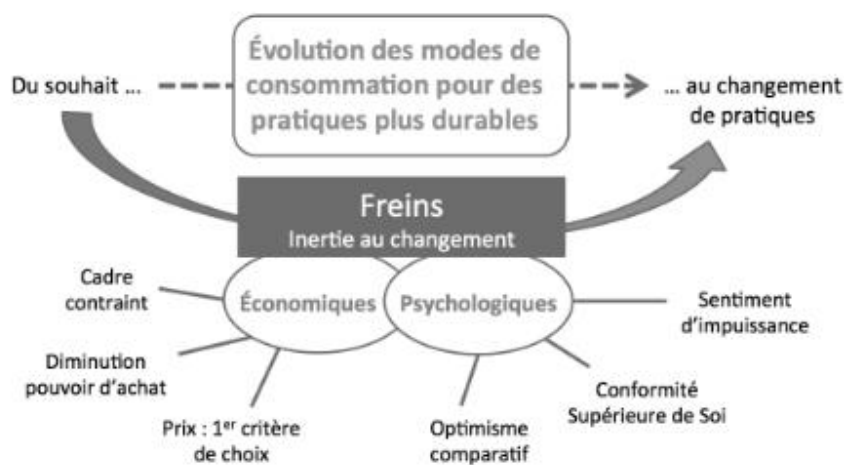 Évolution des modes de
consommation pour des
pratiques plus durables
Du souhait ...
... au changement
de pratiques
Freins
Inertie au changement
Économiques
Psychologiques
Cadre
contraint
Diminution
pouvoir d'achat
Prix : 1er critère
de choix
Optimisme
comparatif
Conformité
Supérieure de Soi
Sentiment
d'impuissance